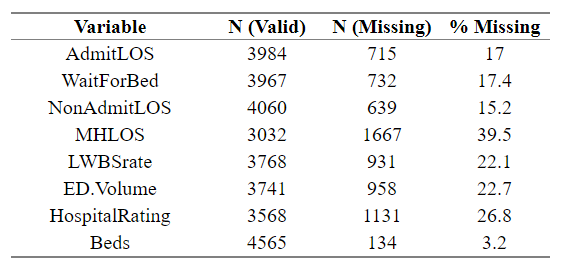 Variable N (Valid) N (Missing) % Missing
AdmitLOS 3984 715 17
WaitForBed 3967 732 17.4
NonAdmitLOS 4060 639 15.2
MHLOS 3032 1667 39.5
LWBSrate 3768 931 22.1
ED.Volume 3741 958 22.7
HospitalRating 3568 1131 26.8
Beds 4565 134 3.2